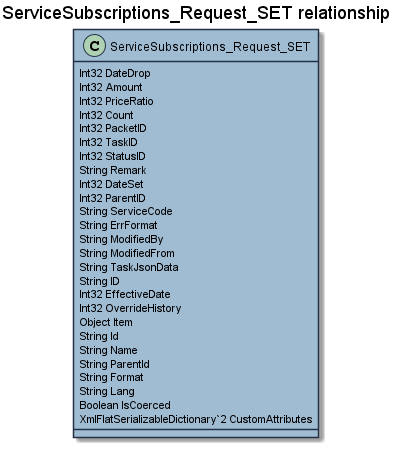 ServiceSubscriptions_Request_SET relationship
C ServiceSubscriptions_Request_SET
Int32 DateDrop
Int32 Amount
Int32 PriceRatio
Int32 Count
Int32 PacketID
Int32 TaskID
Int32 StatusID
String Remark
Int32 DateSet
Int32 ParentID
String ServiceCode
String ErrFormat
String ModifiedBy
String ModifiedFrom
String TaskJsonData
String ID
Int32 EffectiveDate
Int32 OverrideHistory
Object Item
String Id
String Name
String ParentId
String Format
String Lang
Boolean IsCoerced
XmlFlatSerializableDictionary`2 CustomAttributes